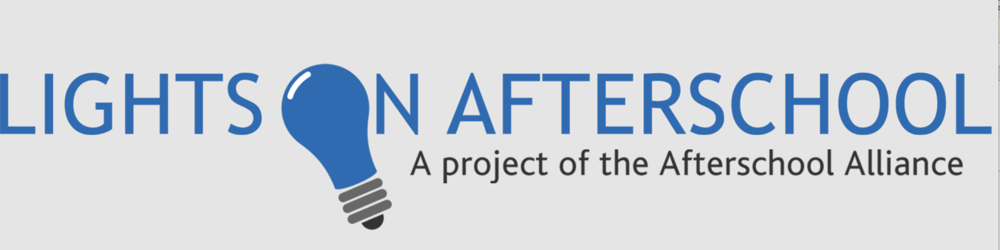 LIGHTS ON AFTERSCHOOL
A project of the Afterschool Alliance